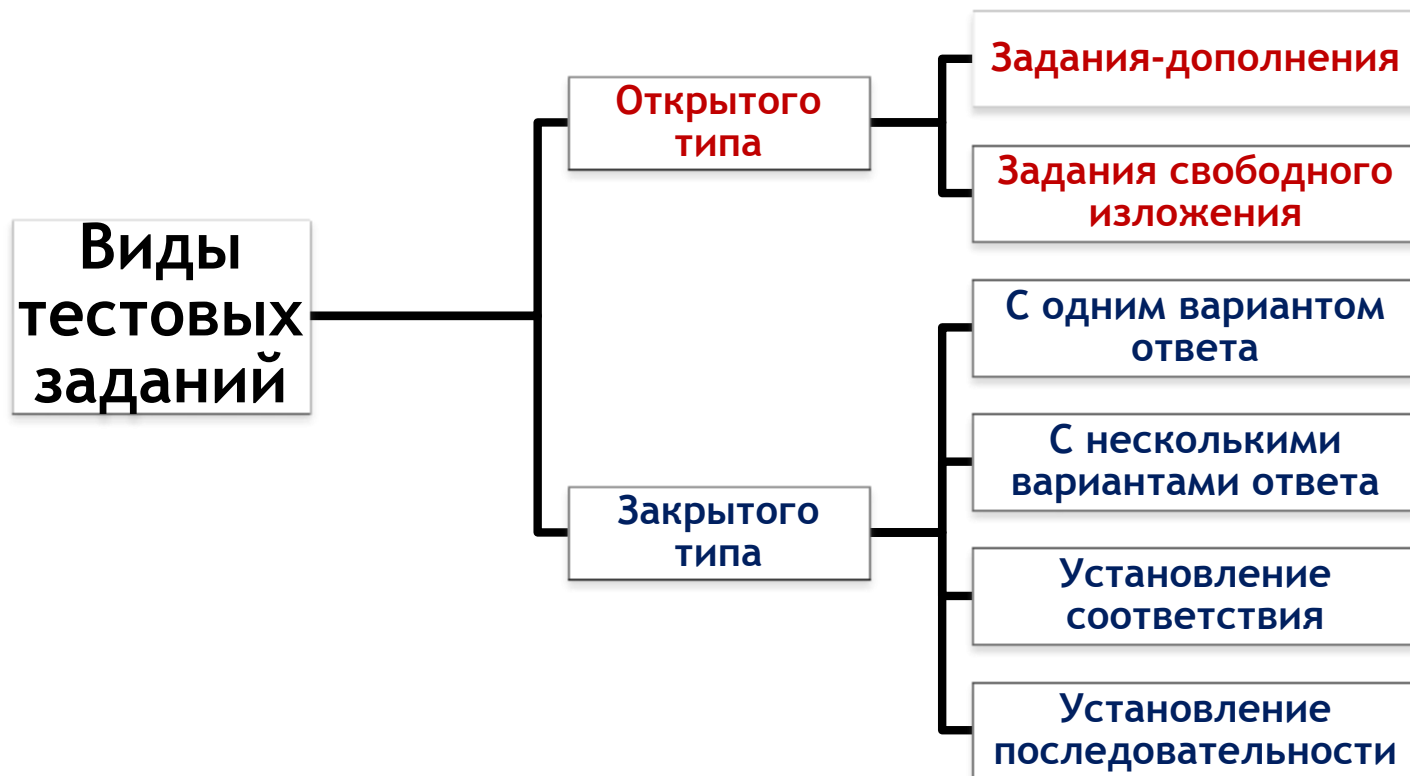 Виды
тестовых
заданий
Открытого
типа
Задания-дополнения
Задания свободного
изложения
Закрытого
типа
С одним вариантом
ответа
С несколькими
вариантами ответа
Установление
соответствия
Установление
последовательности